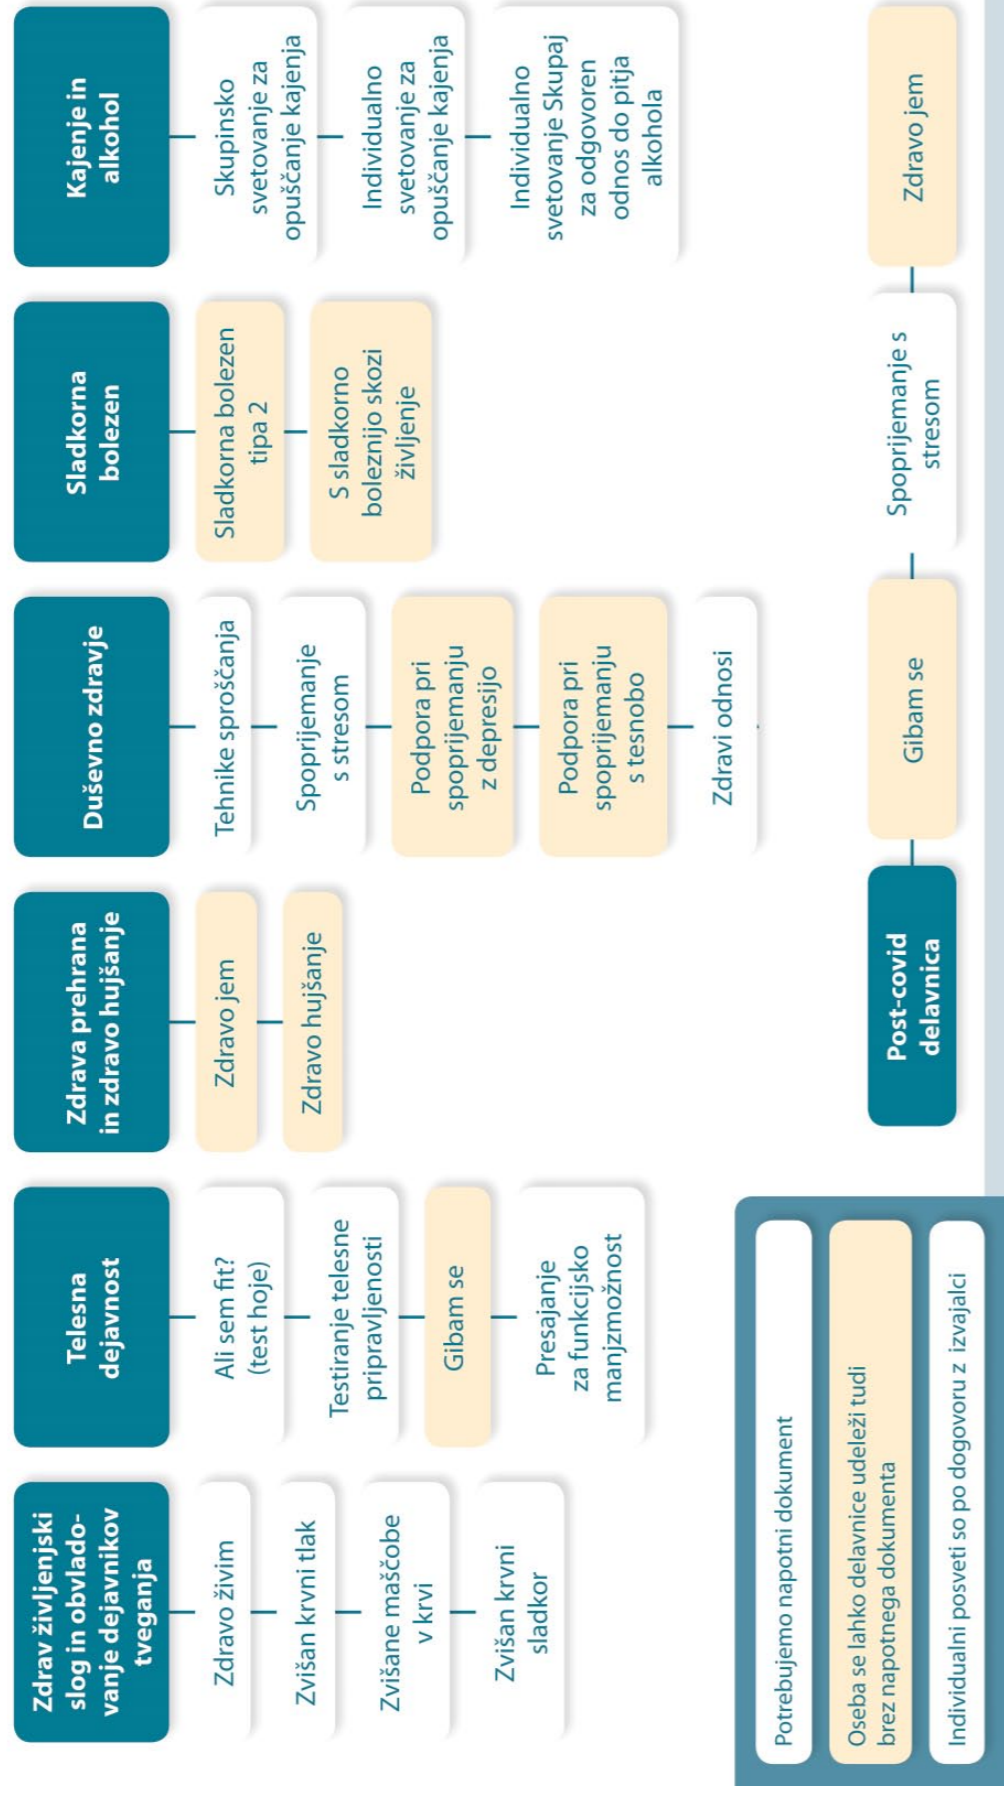 Zdrav življenjski
slog in obvlado-
vanje dejavnikov
tveganja
Zdravo živim
Zvišan krvni tlak
Zvišane maščobe
v krvi
Zvišan krvni
sladkor
Telesna
dejavnost
Ali sem fit?
(test hoje)
Testiranje telesne
pripravljenosti
Gibam se
Presajanje
za funkcijsko
manjzmožnost
Zdrava prehrana
in zdravo hujšanje
Zdravo jem
Zdravo hujšanje
Duševno zdravje
Tehnike sproščanja
Spoprijemanje
s stresom
Podpora pri
spoprijemanju
z depresijo
Podpora pri
spoprijemanju
s tesnobo
Zdravi odnosi
Sladkorna
bolezen
Sladkorna bolezen
tipa 2
S sladkorno
boleznijo skozi
življenje
Kajenje in
alkohol
Skupinsko
svetovanje za
opuščanje kajenja
Individualno
svetovanje za
opuščanje kajenja
Individualno
svetovanje Skupaj
za odgovoren
odnos do pitja
alkohola
Potrebujemo napotni dokument
Oseba se lahko delavnice udeleži tudi
brez napotnega dokumenta
Individualni posveti so po dogovoru z izvajalci
Post-covid
delavnica
Gibam se
Spoprijemanje s
stresom
Zdravo jem